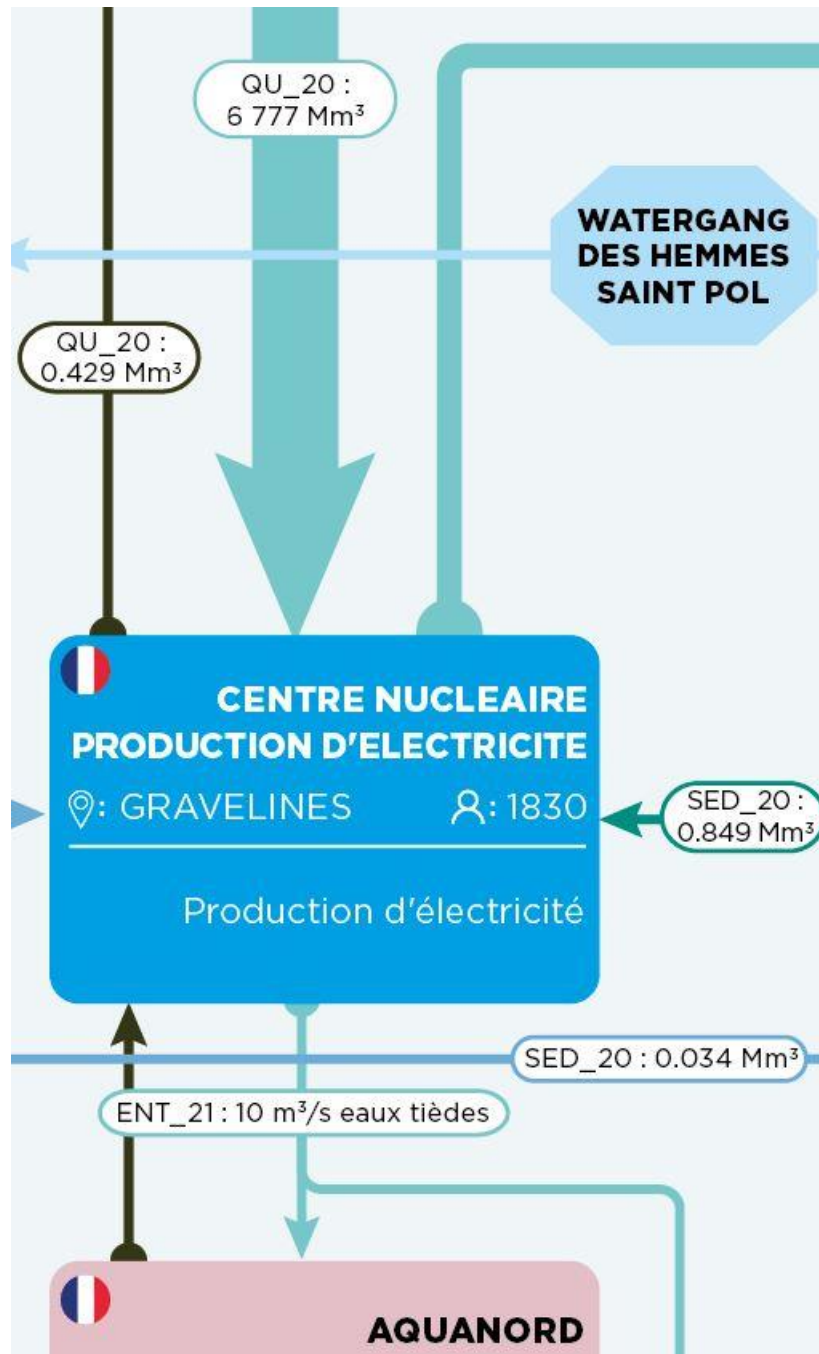 QU_20 :
6 777 Mm³
WATERGANG
DES HEMMES
SAINT POL
QU_20 :
0.429 Mm³
CENTRE NUCLEAIRE
PRODUCTION D'ELECTRICITE
: GRAVELINES
: 1830
SED_20 :
0.849 Mm³
Production d'électricité
SED_20 : 0.034 Mm³
ENT_21 : 10 m³/s eaux tièdes
AQUANORD